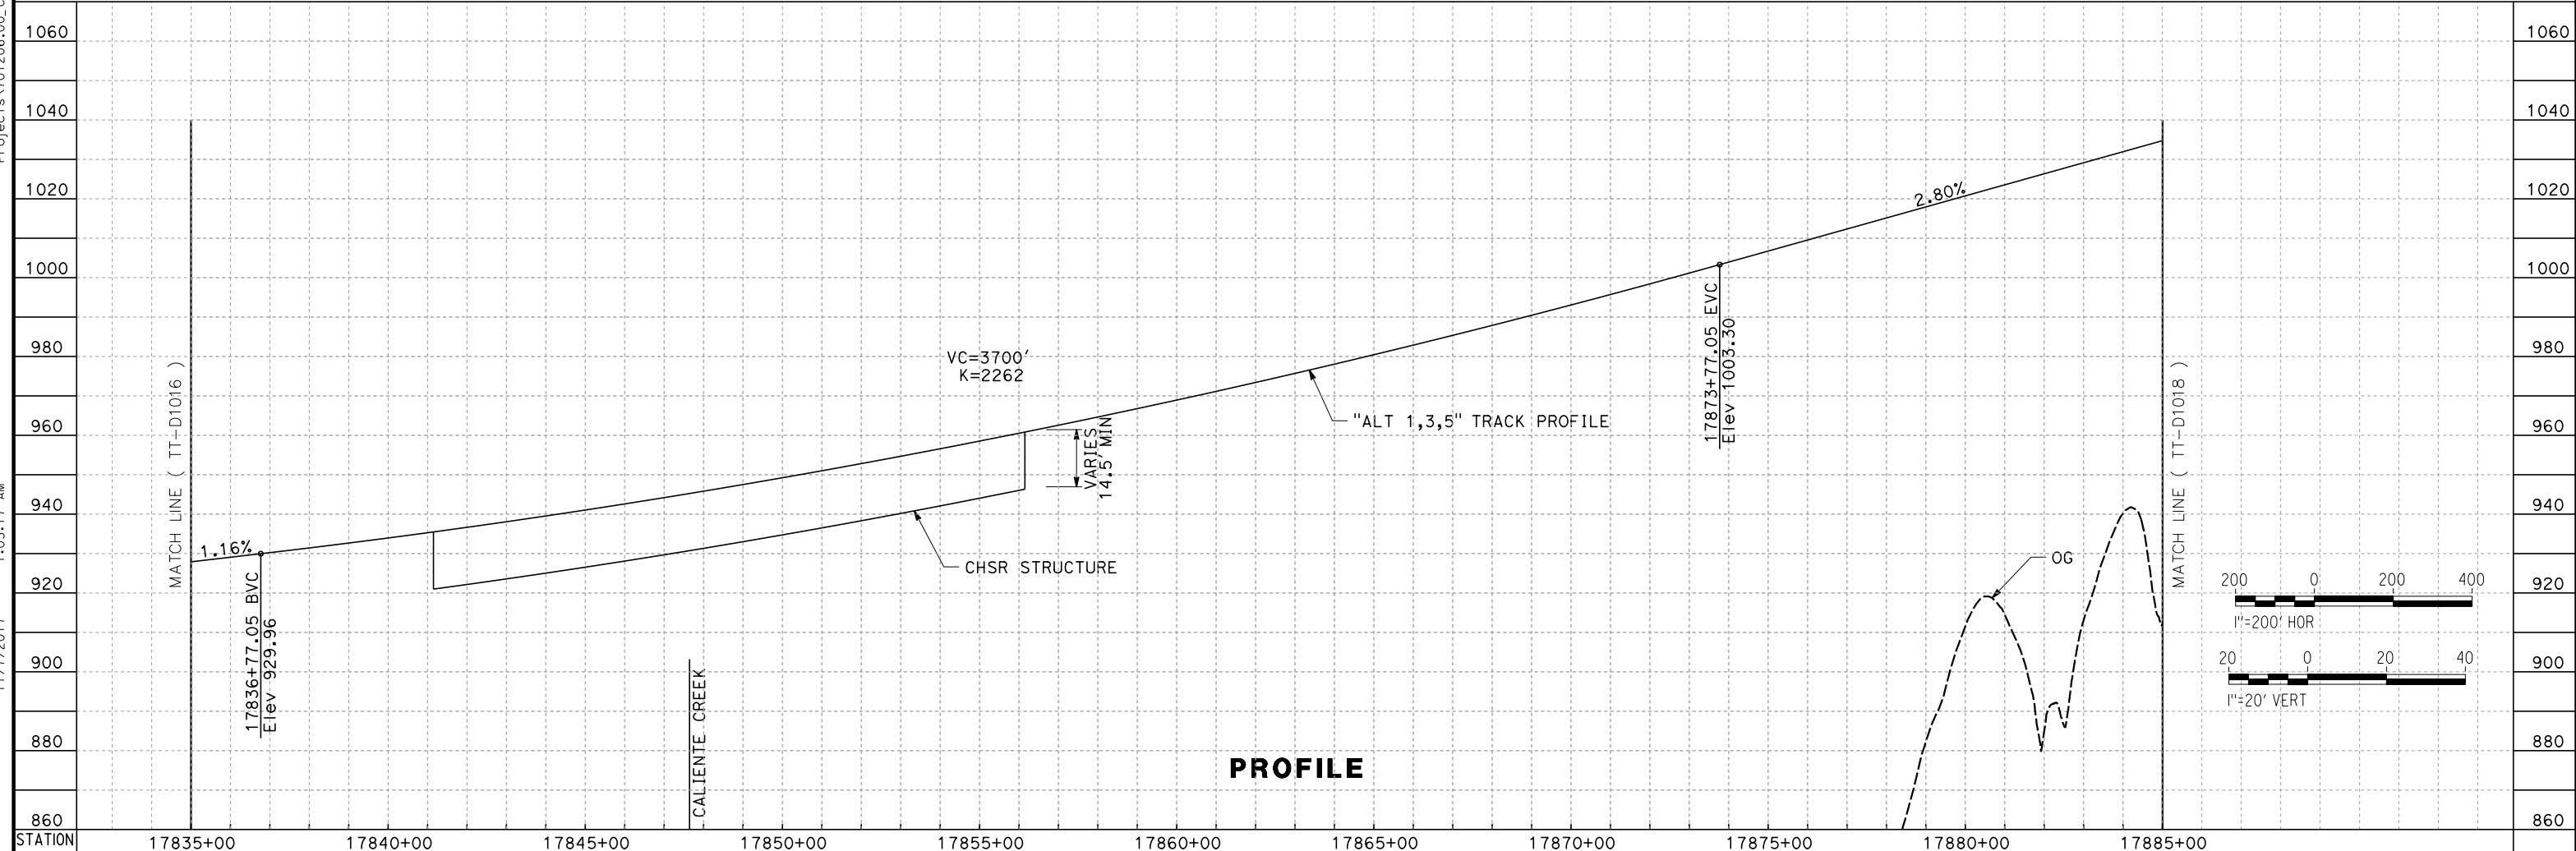 1060
1040
1020
1000
980
960
940
920
900
880
860
STATION
MATCH LINE ( TT-D1016 )
1.16%
17836+77.05 BVC
Elev 929.96
CALIENTE CREEK
VC=3700'
K=2262
VARIES
14.5' MIN
CHSR STRUCTURE
"ALT 1,3,5" TRACK PROFILE
17873+77.05 EVC
Elev 1003.30
2.80%
OG
MATCH LINE ( TT-D1018 )
PROFILE
200 0 200 400
1"=200' HOR
20 0 20 40
1"=20' VERT
1060
1040
1020
1000
980
960
940
920
900
880
860
17835+00 17840+00 17845+00 17850+00 17855+00 17860+00 17865+00 17870+00 17875+00 17880+00 17885+00